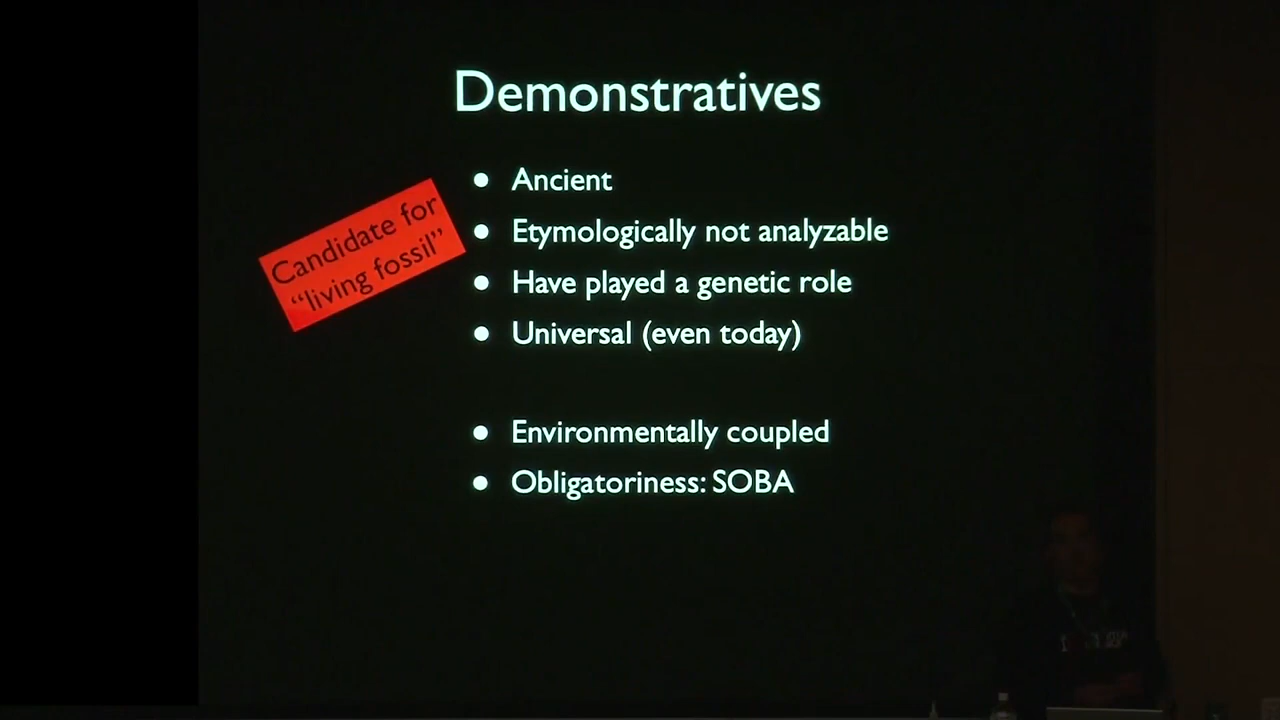 Demonstratives
Candidate for
“living fossil”
● Ancient
● Etymologically not analyzable
● Have played a genetic role
● Universal (even today)
● Environmentally coupled
● Obligatoriness: SOBA